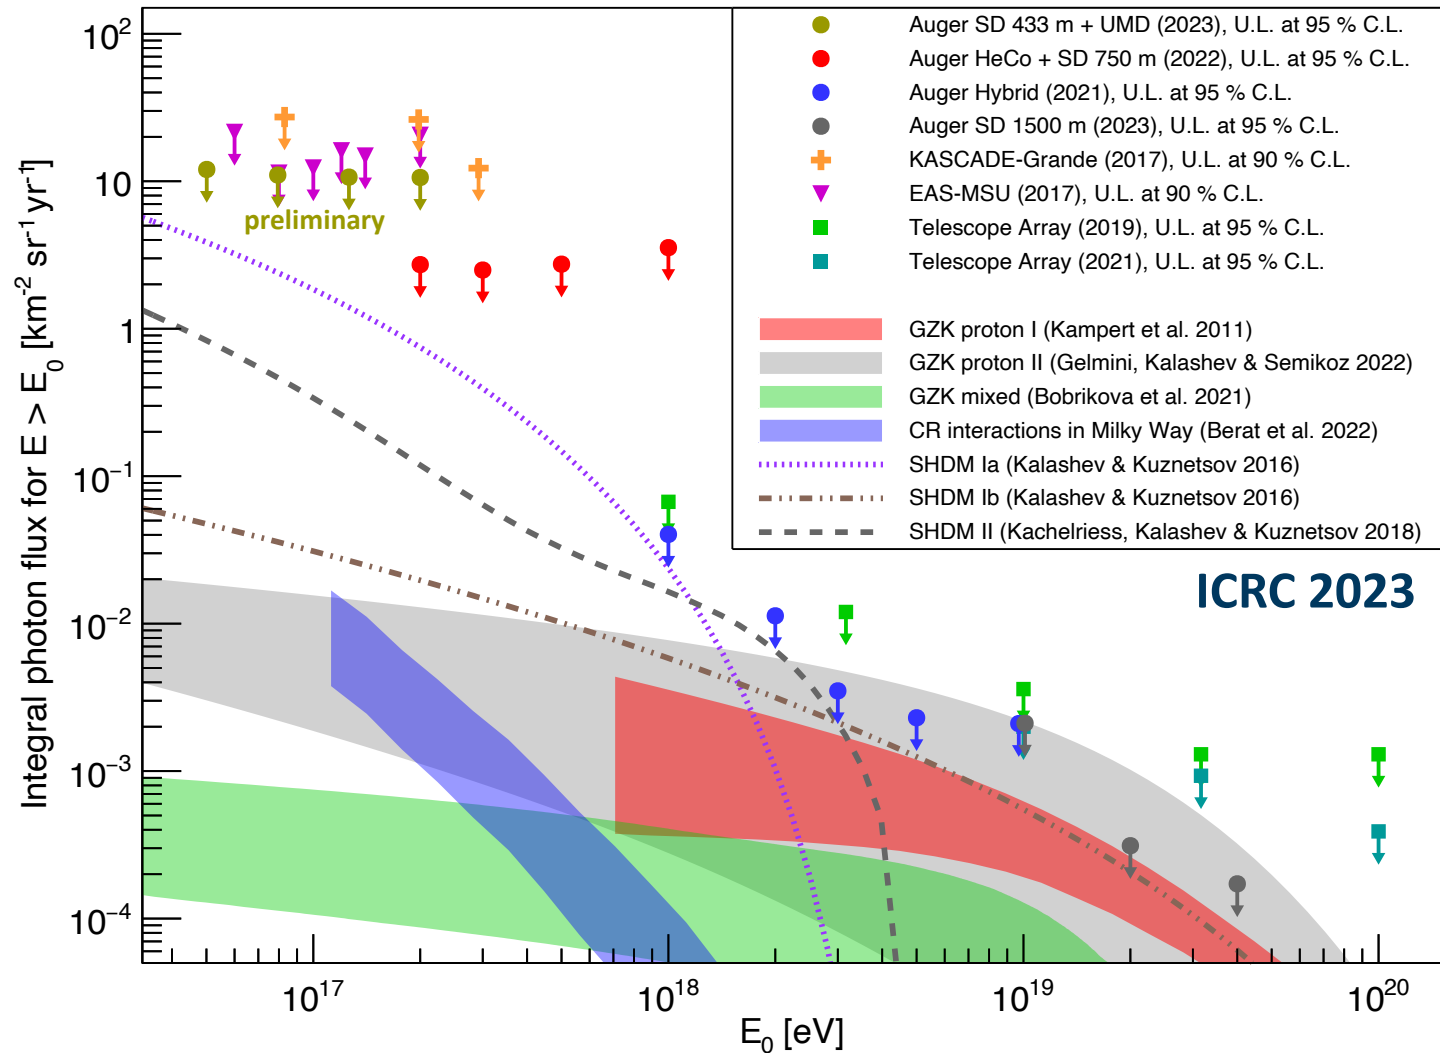 Integral photon flux for E > E₀ [km⁻² sr⁻¹ yr⁻¹]
10²
10
1
10⁻¹
10⁻²
10⁻³
10⁻⁴
Auger SD 433 m + UMD (2023), U.L. at 95 % C.L.
Auger HeCo + SD 750 m (2022), U.L. at 95 % C.L.
Auger Hybrid (2021), U.L. at 95 % C.L.
Auger SD 1500 m (2023), U.L. at 95 % C.L.
KASCADE-Grande (2017), U.L. at 90 % C.L.
EAS-MSU (2017), U.L. at 90 % C.L.
Telescope Array (2019), U.L. at 95 % C.L.
Telescope Array (2021), U.L. at 95 % C.L.
GZK proton I (Kampert et al. 2011)
GZK proton II (Gelmini, Kalashev & Semikoz 2022)
GZK mixed (Bobrikova et al. 2021)
CR interactions in Milky Way (Berat et al. 2022)
SHDM Ia (Kalashev & Kuznetsov 2016)
SHDM Ib (Kalashev & Kuznetsov 2016)
SHDM II (Kachelriess, Kalashev & Kuznetsov 2018)
preliminary
ICRC 2023
10¹⁷
10¹⁸
10¹⁹
10²⁰
E₀ [eV]